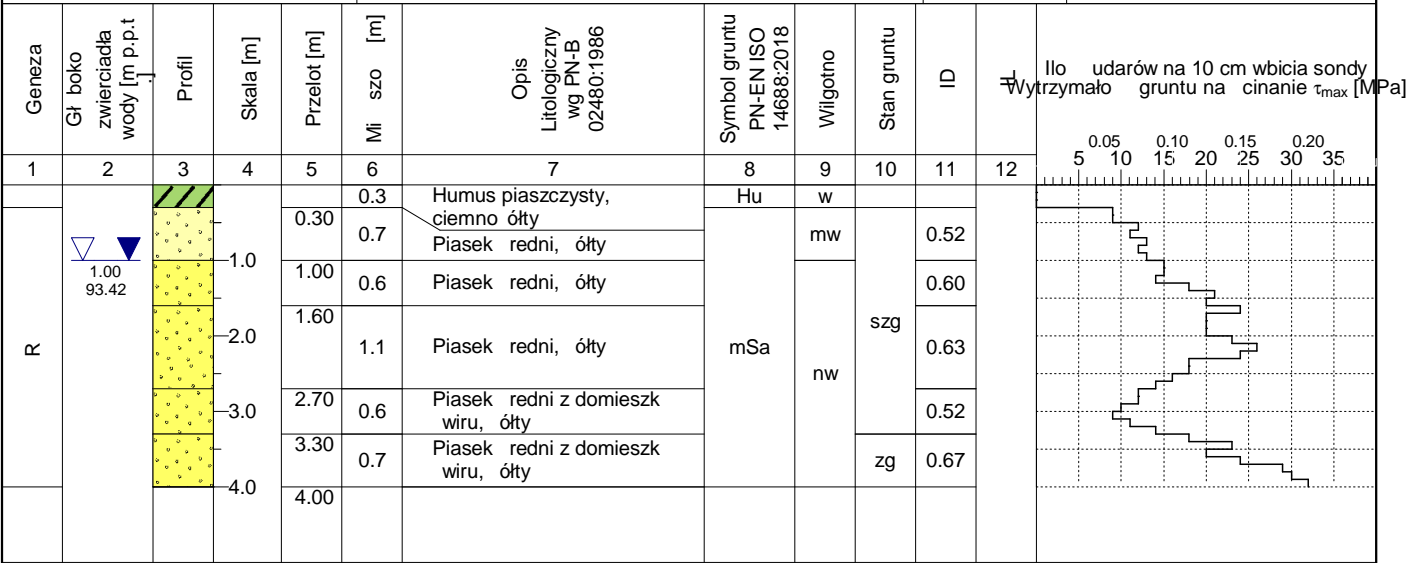 Geneza
Gł boko
zwierciadła
wody [m p.p.t
.]
Profil
Skala [m]
Przelot [m]
Mi szo [m]
Opis
Litologiczny
wg PN-B
02480:1986
Symbol gruntu
PN-EN ISO
14688:2018
Wilgotno
Stan gruntu
ID
IL
Ilo udarów na 10 cm wbicia sondy
Wytrzymało gruntu na cinanie τmax [MPa]
0.05 0.10 0.15 0.20
5 10 15 20 25 30 35
1 2 3 4 5 6 7 8 9 10 11 12
0.3 Humus piaszczysty, Hu w
ciemno ółty
0.30
0.7 Piasek redni, ółty mw 0.52
1.00
93.42
1.0
1.00
0.6 Piasek redni, ółty 0.60
1.60
szg
R
2.0
1.1 Piasek redni, ółty mSa 0.63
nw
2.70
0.6 Piasek redni z domieszk
wiru, ółty 0.52
3.0
3.30
0.7 Piasek redni z domieszk
wiru, ółty zg 0.67
4.0
4.00